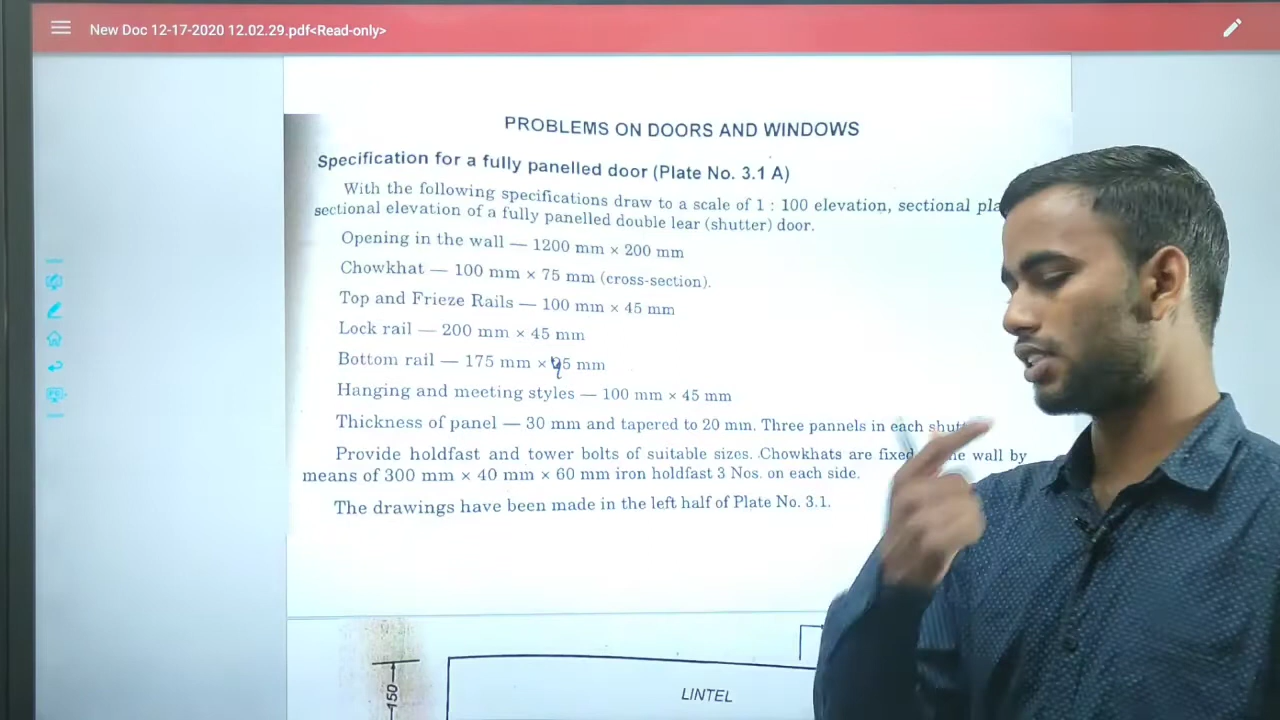 New Doc 12-17-2020 12.02.29.pdf<Read-only>
PROBLEMS ON DOORS AND WINDOWS
Specification for a fully panelled door (Plate No. 3.1 A)
With the following specifications draw to a scale of 1 : 100 elevation, sectional
sectional elevation of a fully panelled double lear (shutter) door.
Opening in the wall — 1200 mm × 200 mm
Chowkhat — 100 mm × 75 mm (cross-section).
Top and Frieze Rails — 100 mm × 45 mm
Lock rail — 200 mm × 45 mm
Bottom rail — 175 mm × 45 mm
Hanging and meeting styles — 100 mm × 45 mm
Thickness of panel — 30 mm and tapered to 20 mm. Three pannels in each
Provide holdfast and tower bolts of suitable sizes. Chowkhats are fixed wall by
means of 300 mm × 40 mm × 60 mm iron holdfast 3 Nos. on each side.
The drawings have been made in the left half of Plate No. 3.1.
150
LINTEL